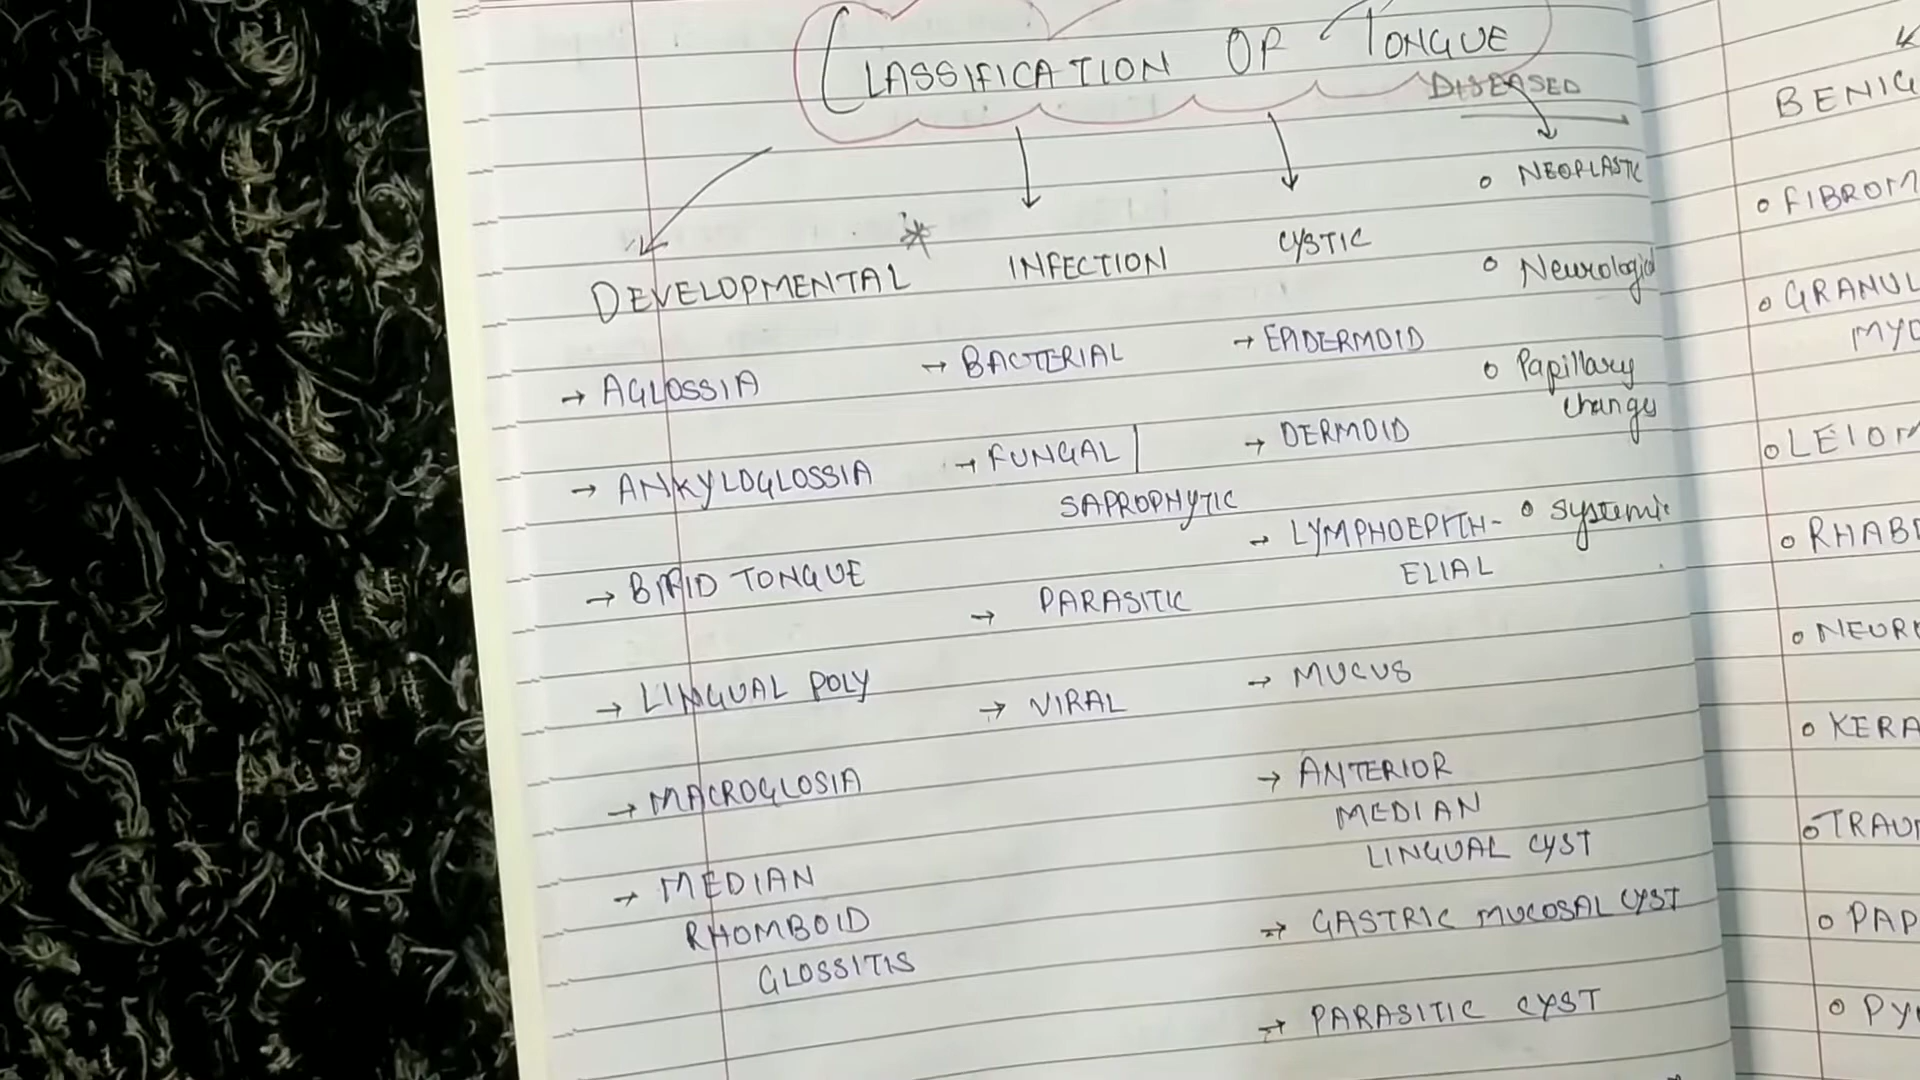 CLASSIFICATION OF TONGUE
DISEASED
DEVELOPMENTAL *
→ AGLOSSIA
→ ANKYLOGLOSSIA
→ BIFID TONGUE
→ LINGUAL POLY
→ MACROGLOSIA
→ MEDIAN
RHOMBOID
GLOSSITIS
INFECTION
→ BACTERIAL
→ FUNGAL |
SAPROPHYTIC
→ PARASITIC
→ VIRAL
CYSTIC
→ EPIDERMOID
→ DERMOID
→ LYMPHOEPITH-
ELIAL
→ MUCUS
→ ANTERIOR
MEDIAN
LINGUAL CYST
→ GASTRIC MUCOSAL CYST
→ PARASITIC CYST
o NEOPLASTIC
o Neurological
o Papillary
changes
o Systemic
BENIG
o FIBROM
o GRANUL
MYO
o LEIOM
o RHABD
o NEUR
o KERA
o TRAU
o PAP
o PY